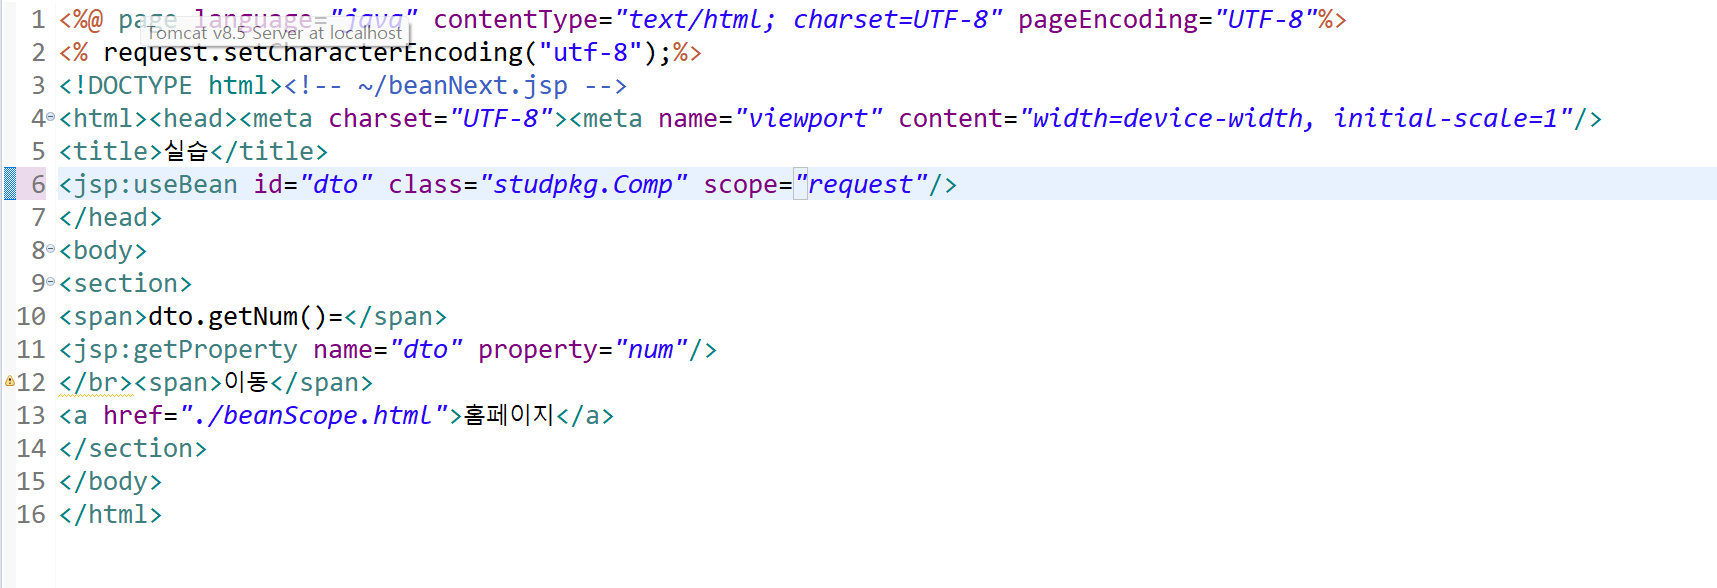 1 <%@ page language="java" contentType="text/html; charset=UTF-8" pageEncoding="UTF-8"%>
Tomcat v8.5 Server at localhost
2 <% request.setCharacterEncoding("utf-8");%>
3 <!DOCTYPE html><!-- ~/beanNext.jsp -->
4 <html><head><meta charset="UTF-8"><meta name="viewport" content="width=device-width, initial-scale=1"/>
5 <title>실습</title>
6 <jsp:useBean id="dto" class="studpkg.Comp" scope="request"/>
7 </head>
8 <body>
9 <section>
10 <span>dto.getNum()=</span>
11 <jsp:getProperty name="dto" property="num"/>
12 </br><span>이동</span>
13 <a href="./beanScope.html">홈페이지</a>
14 </section>
15 </body>
16 </html>